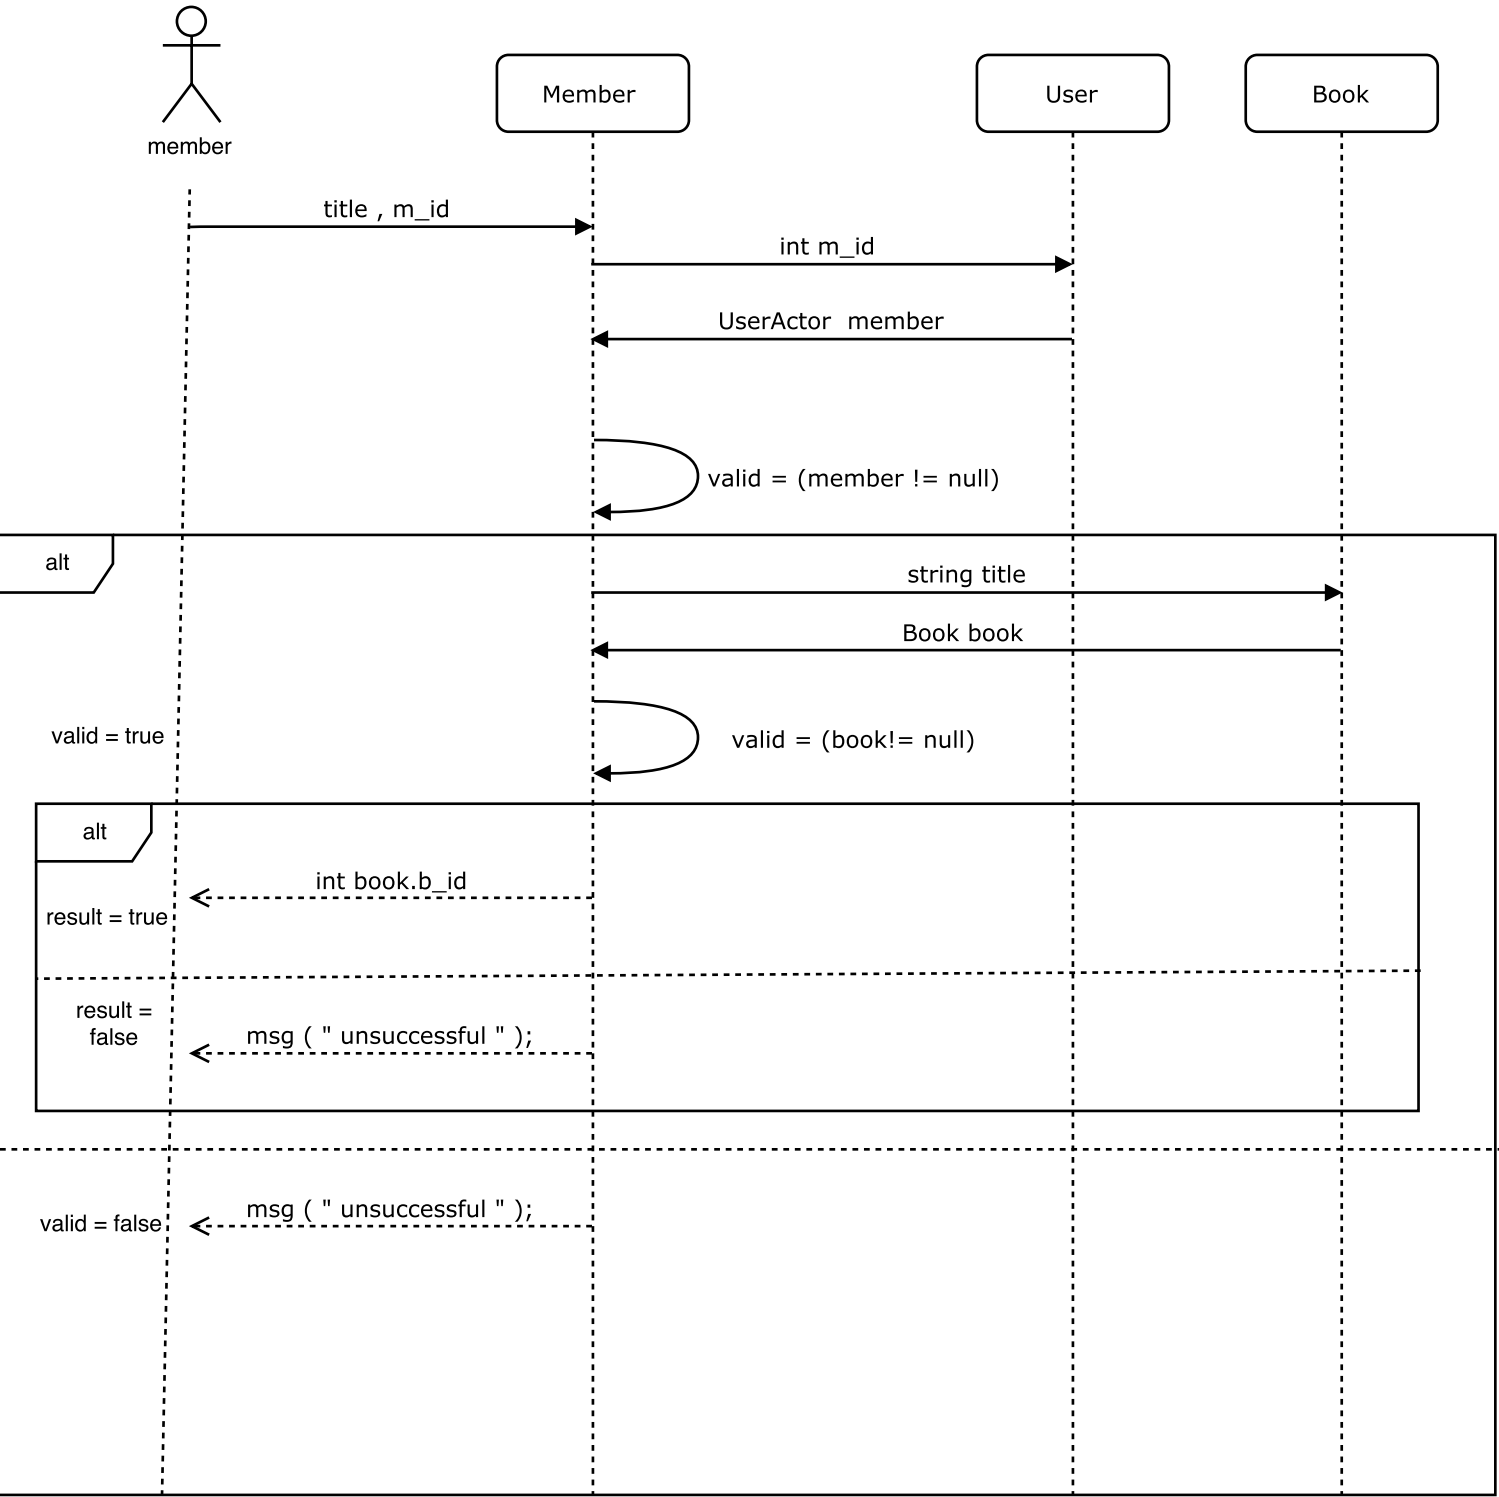 member
Member
User
Book
title , m_id
int m_id
UserActor  member
valid = (member != null)
alt
string title
Book book
valid = true
valid = (book!= null)
alt
int book.b_id
result = true
result =
false
msg ( " unsuccessful " );
msg ( " unsuccessful " );
valid = false